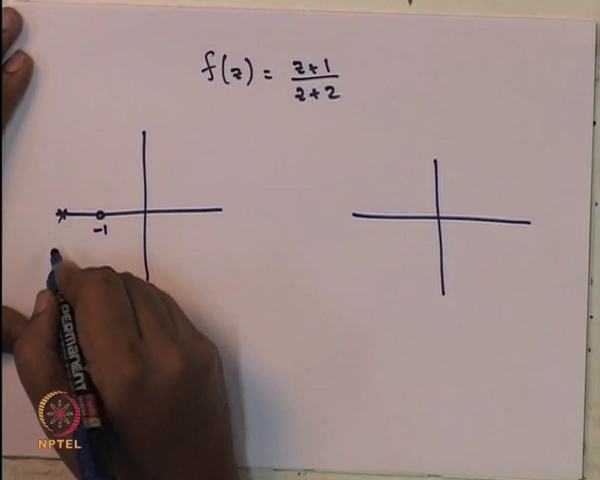 f(z) = z+1
z+2
-1
PERMANENT
NPTEL